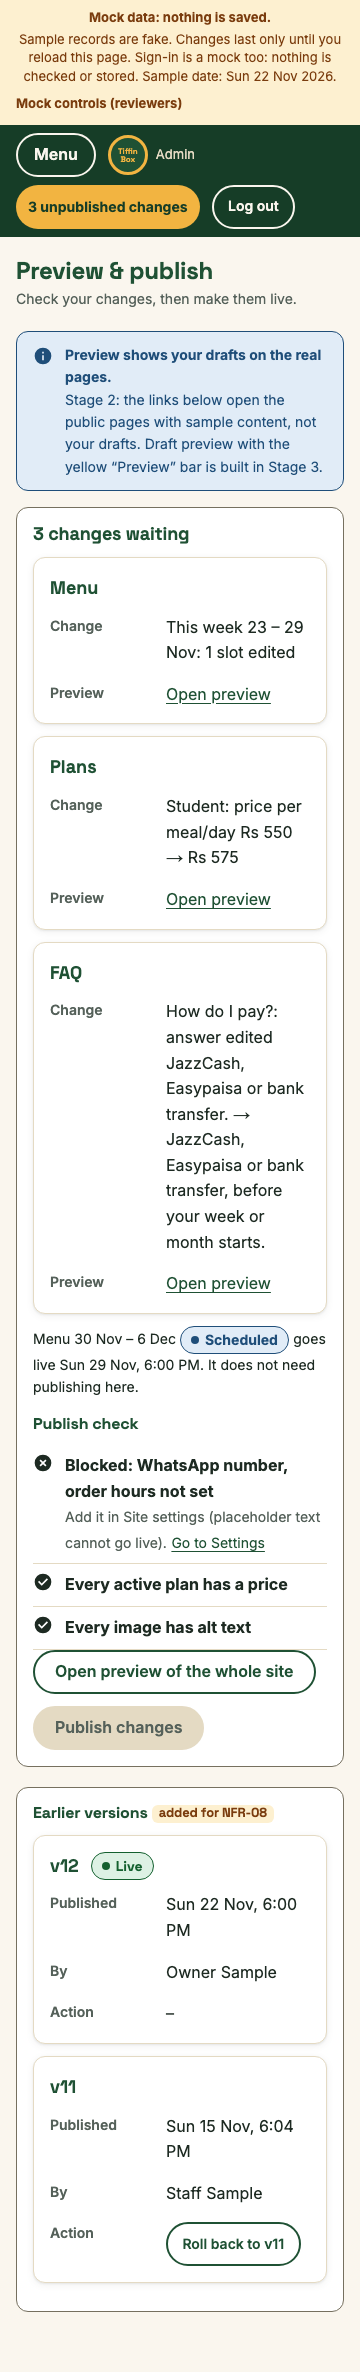 Mock data: nothing is saved.
Sample records are fake. Changes last only until you
reload this page. Sign-in is a mock too: nothing is
checked or stored. Sample date: Sun 22 Nov 2026.
Mock controls (reviewers)
Menu
Tiffin
Box
Admin
3 unpublished changes
Log out
Preview & publish
Check your changes, then make them live.
Preview shows your drafts on the real
pages.
Stage 2: the links below open the
public pages with sample content, not
your drafts. Draft preview with the
yellow “Preview” bar is built in Stage 3.
3 changes waiting
Menu
Change
This week 23 – 29
Nov: 1 slot edited
Preview
Open preview
Plans
Change
Student: price per
meal/day Rs 550
→ Rs 575
Preview
Open preview
FAQ
Change
How do I pay?:
answer edited
JazzCash,
Easypaisa or bank
transfer. →
JazzCash,
Easypaisa or bank
transfer, before
your week or
month starts.
Preview
Open preview
Menu 30 Nov – 6 Dec Scheduled goes
live Sun 29 Nov, 6:00 PM. It does not need
publishing here.
Publish check
Blocked: WhatsApp number,
order hours not set
Add it in Site settings (placeholder text
cannot go live). Go to Settings
Every active plan has a price
Every image has alt text
Open preview of the whole site
Publish changes
Earlier versions added for NFR-08
v12 Live
Published
Sun 22 Nov, 6:00
PM
By
Owner Sample
Action
–
v11
Published
Sun 15 Nov, 6:04
PM
By
Staff Sample
Action
Roll back to v11